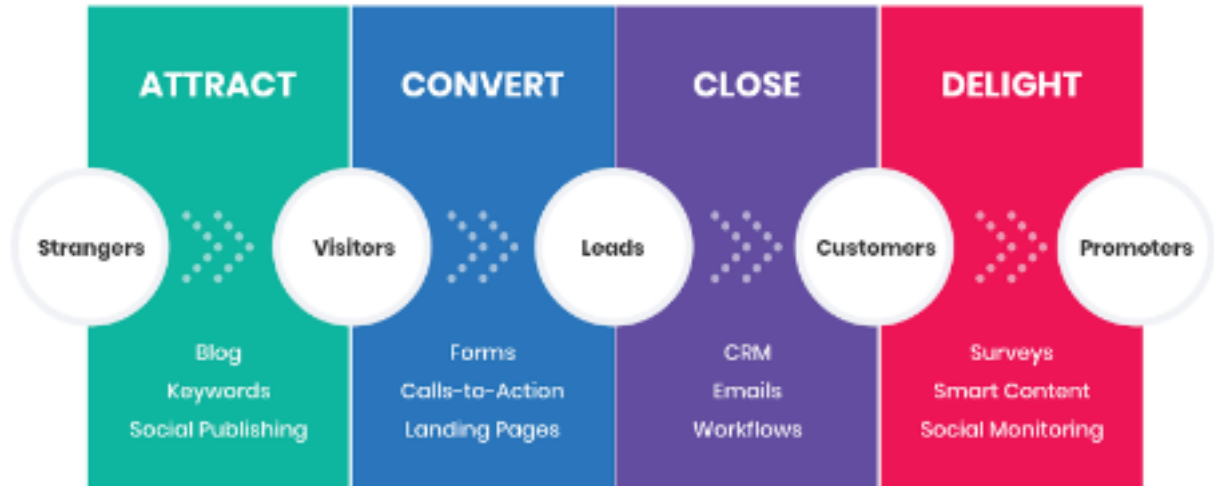 ATTRACT
CONVERT
CLOSE
DELIGHT
Strangers
Visitors
Leads
Customers
Promoters
Blog
Keywords
Social Publishing
Forms
Calls-to-Action
Landing Pages
CRM
Emails
Workflows
Surveys
Smart Content
Social Monitoring